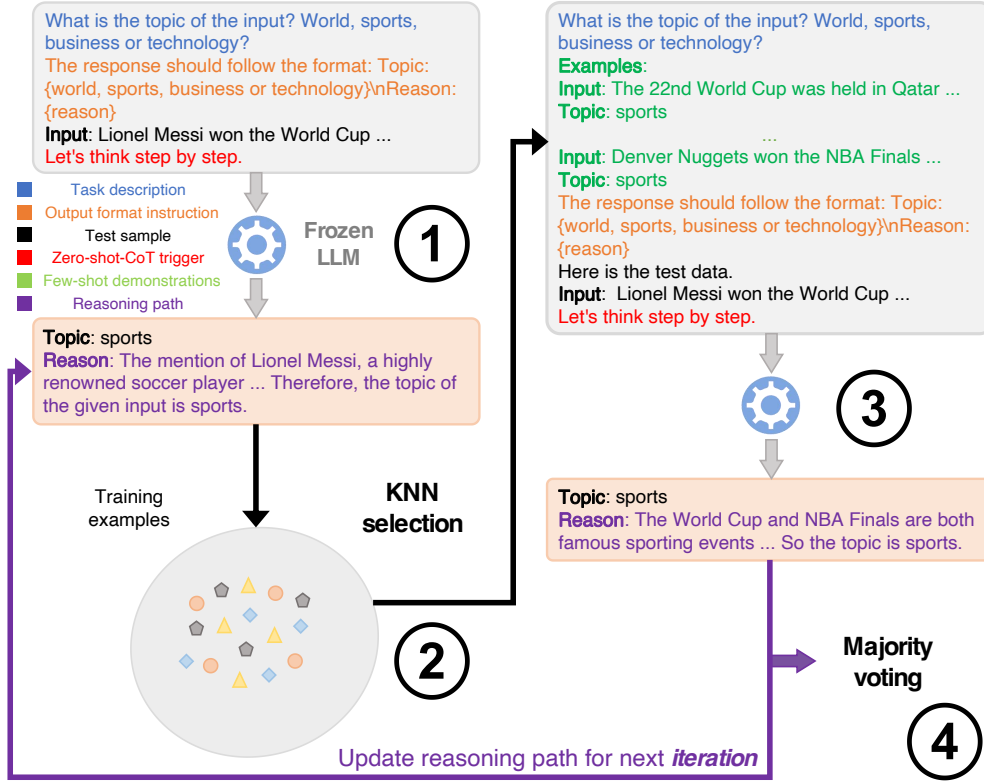 What is the topic of the input? World, sports,
business or technology?
The response should follow the format: Topic:
{world, sports, business or technology}\nReason:
{reason}
Input: Lionel Messi won the World Cup ...
Let's think step by step.
Task description
Output format instruction
Test sample
Zero-shot-CoT trigger
Few-shot demonstrations
Reasoning path
Frozen
LLM
1
Topic: sports
Reason: The mention of Lionel Messi, a highly
renowned soccer player ... Therefore, the topic of
the given input is sports.
Training
examples
KNN
selection
2
What is the topic of the input? World, sports,
business or technology?
Examples:
Input: The 22nd World Cup was held in Qatar ...
Topic: sports
...
Input: Denver Nuggets won the NBA Finals ...
Topic: sports
The response should follow the format: Topic:
{world, sports, business or technology}\nReason:
{reason}
Here is the test data.
Input: Lionel Messi won the World Cup ...
Let's think step by step.
3
Topic: sports
Reason: The World Cup and NBA Finals are both
famous sporting events ... So the topic is sports.
Majority
voting
4
Update reasoning path for next iteration